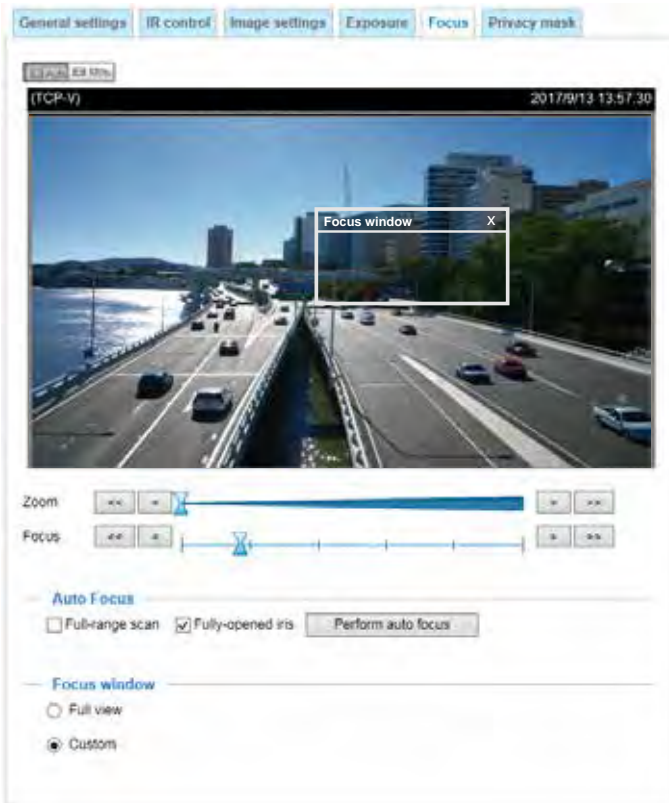 General settings IR control Image settings Exposure Focus Privacy mask
(TCP-V) 2017/9/13 13:57:30
Focus window X
Zoom << < > >>
Focus << < > >>
Auto Focus
Full-range scan Fully-opened iris Perform auto focus
Focus window
Full view
Custom